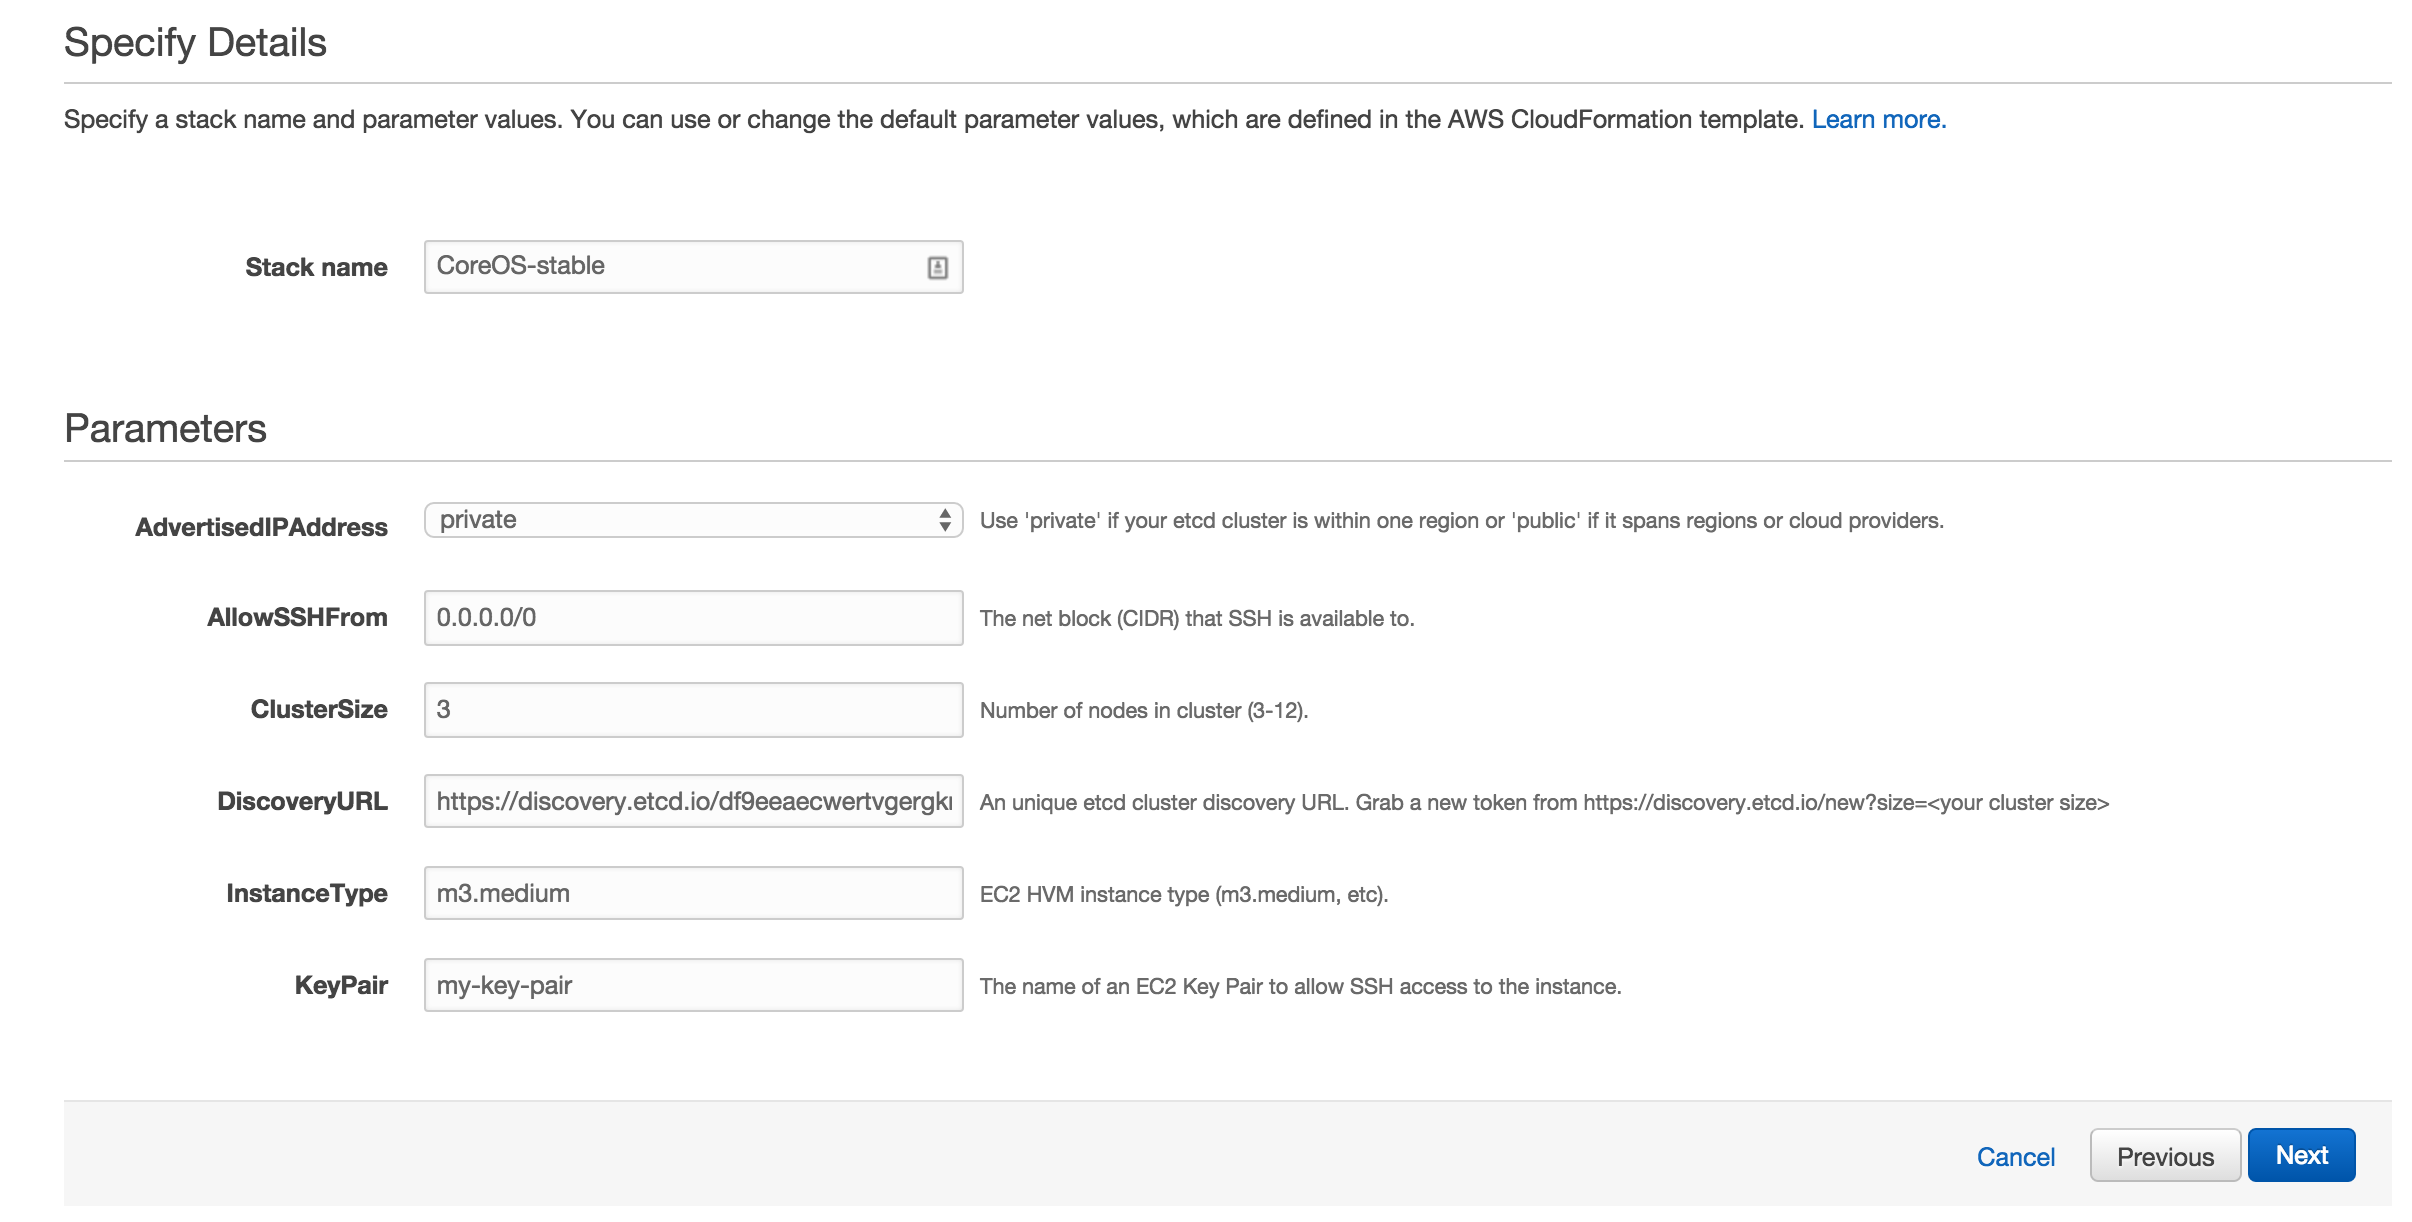 Specify Details
Specify a stack name and parameter values. You can use or change the default parameter values, which are defined in the AWS CloudFormation template. Learn more.
Stack name CoreOS-stable
Parameters
AdvertisedIPAddress private Use 'private' if your etcd cluster is within one region or 'public' if it spans regions or cloud providers.
AllowSSHFrom 0.0.0.0/0 The net block (CIDR) that SSH is available to.
ClusterSize 3 Number of nodes in cluster (3-12).
DiscoveryURL https://discovery.etcd.io/df9eeaecwertvgergk An unique etcd cluster discovery URL. Grab a new token from https://discovery.etcd.io/new?size=<your cluster size>
InstanceType m3.medium EC2 HVM instance type (m3.medium, etc).
KeyPair my-key-pair The name of an EC2 Key Pair to allow SSH access to the instance.
Cancel Previous Next